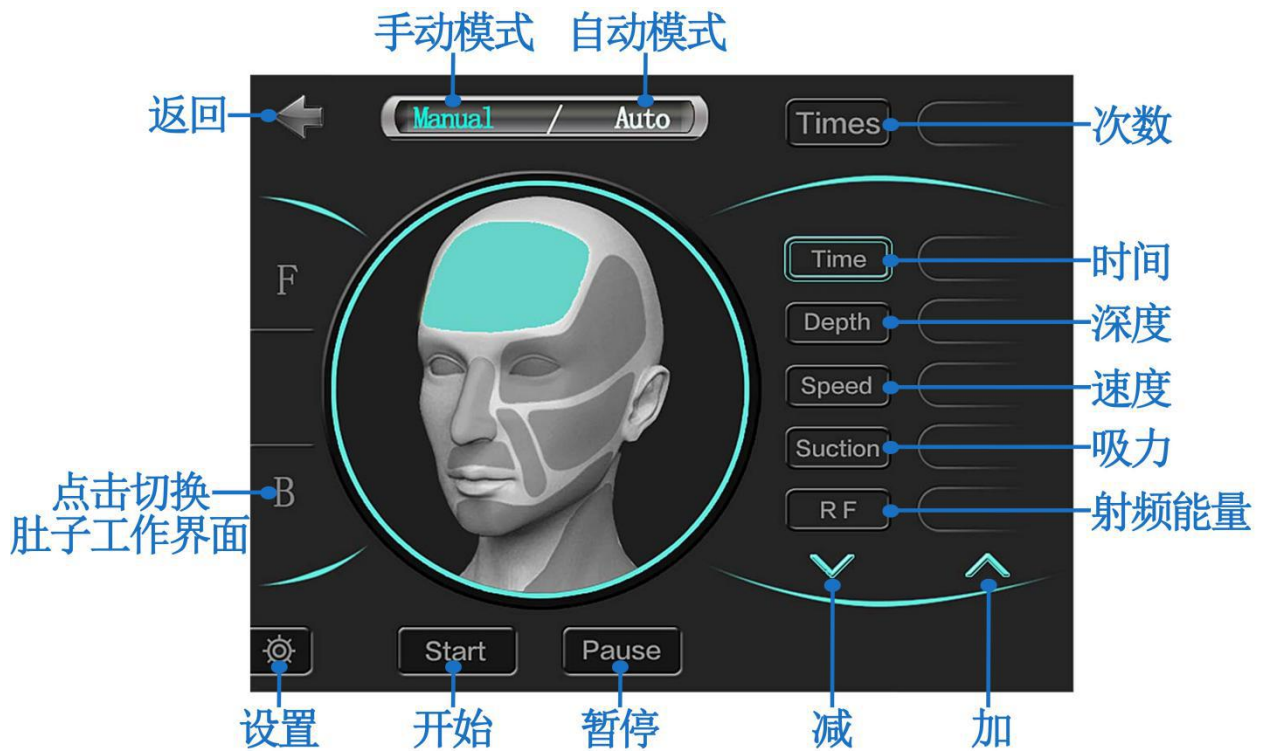 手动模式
自动模式
返回
Manual / Auto
Times
次数
F
Time
时间
Depth
深度
Speed
速度
Suction
吸力
点击切换
肚子工作界面
B
R F
射频能量
Start
Pause
设置
开始
暂停
减
加